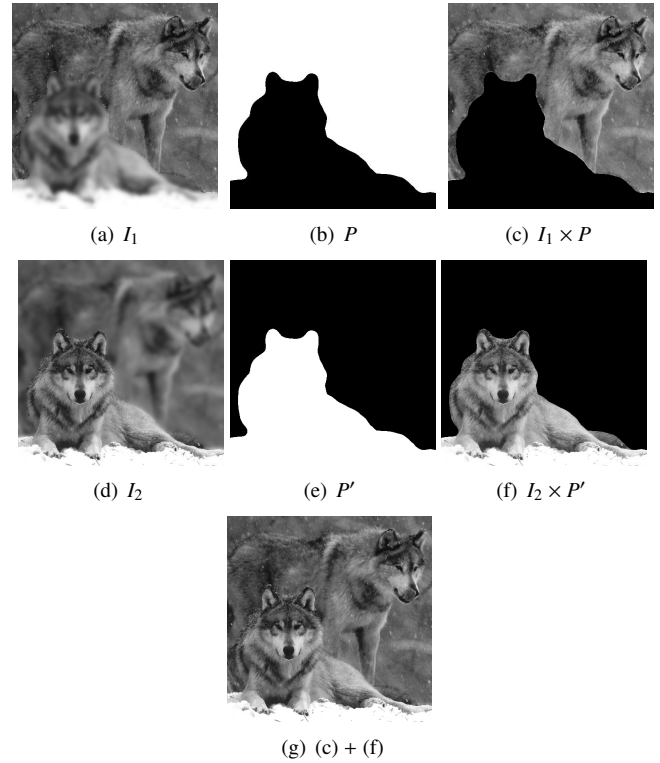 (a) I₁
(b) P
(c) I₁ × P
(d) I₂
(e) P′
(f) I₂ × P′
(g) (c) + (f)